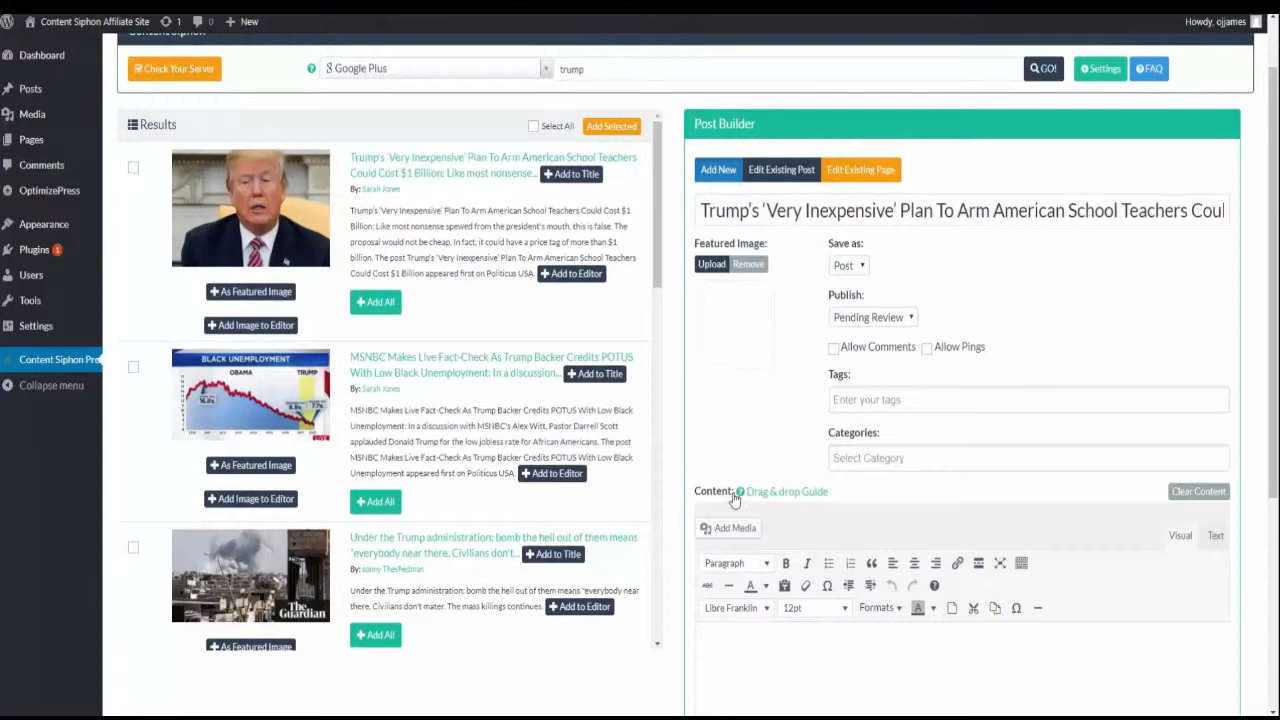 Content Siphon Affiliate Site 1 0 New Howdy, ojjames
Content Siphon
Dashboard
Posts
Media
Pages
Comments
OptimizePress
Appearance
Plugins 1
Users
Tools
Settings
Content Siphon Pre
Collapse menu
Check Your Server
Google Plus
trump
GO!
Settings
FAQ
Results
Select All
Add Selected
Trump's 'Very Inexpensive' Plan To Arm American School Teachers
Could Cost $1 Billion: Like most nonsense... Add to Title
By: Sarah Jones
Trump's 'Very Inexpensive' Plan To Arm American School Teachers Could Cost $1
Billion: Like most nonsense spewed from the president's mouth, this is false. The
proposal would not be cheap. In fact, it could have a price tag of more than $1
billion. The post Trump's 'Very Inexpensive' Plan To Arm American School Teachers
Could Cost $1 Billion appeared first on Politicus USA. Add to Editor
As Featured Image
Add All
Add Image to Editor
BLACK UNEMPLOYMENT
OBAMA
TRUMP
LIVE
MSNBC Makes Live Fact-Check As Trump Backer Credits POTUS
With Low Black Unemployment: In a discussion... Add to Title
By: Sarah Jones
MSNBC Makes Live Fact-Check As Trump Backer Credits POTUS With Low Black
Unemployment: In a discussion with MSNBC's Alex Witt, Pastor Darrell Scott
applauded Donald Trump for the low jobless rate for African Americans. The post
MSNBC Makes Live Fact-Check As Trump Backer Credits POTUS With Low Black
Unemployment appeared first on Politicus USA. Add to Editor
As Featured Image
Add Image to Editor
Add All
The
Guardian
Under the Trump administration: bomb the hell out of them means
"everybody near there. Civilians don't... Add to Title
By: sonny Theshedman
Under the Trump administration: bomb the hell out of them means "everybody near
there. Civilians don't mater. The mass killings continues. Add to Editor
Add All
As Featured Image
Post Builder
Add New
Edit Existing Post
Edit Existing Page
Trump's 'Very Inexpensive' Plan To Arm American School Teachers Coul
Featured Image:
Upload
Remove
Save as:
Post
Publish:
Pending Review
Allow Comments
Allow Pings
Tags:
Enter your tags
Categories:
Select Category
Content: Drag & drop Guide
Clear Content
Add Media
Visual
Text
Paragraph
B I
ABC A Ω
Libre Franklin 12pt Formats A Ω